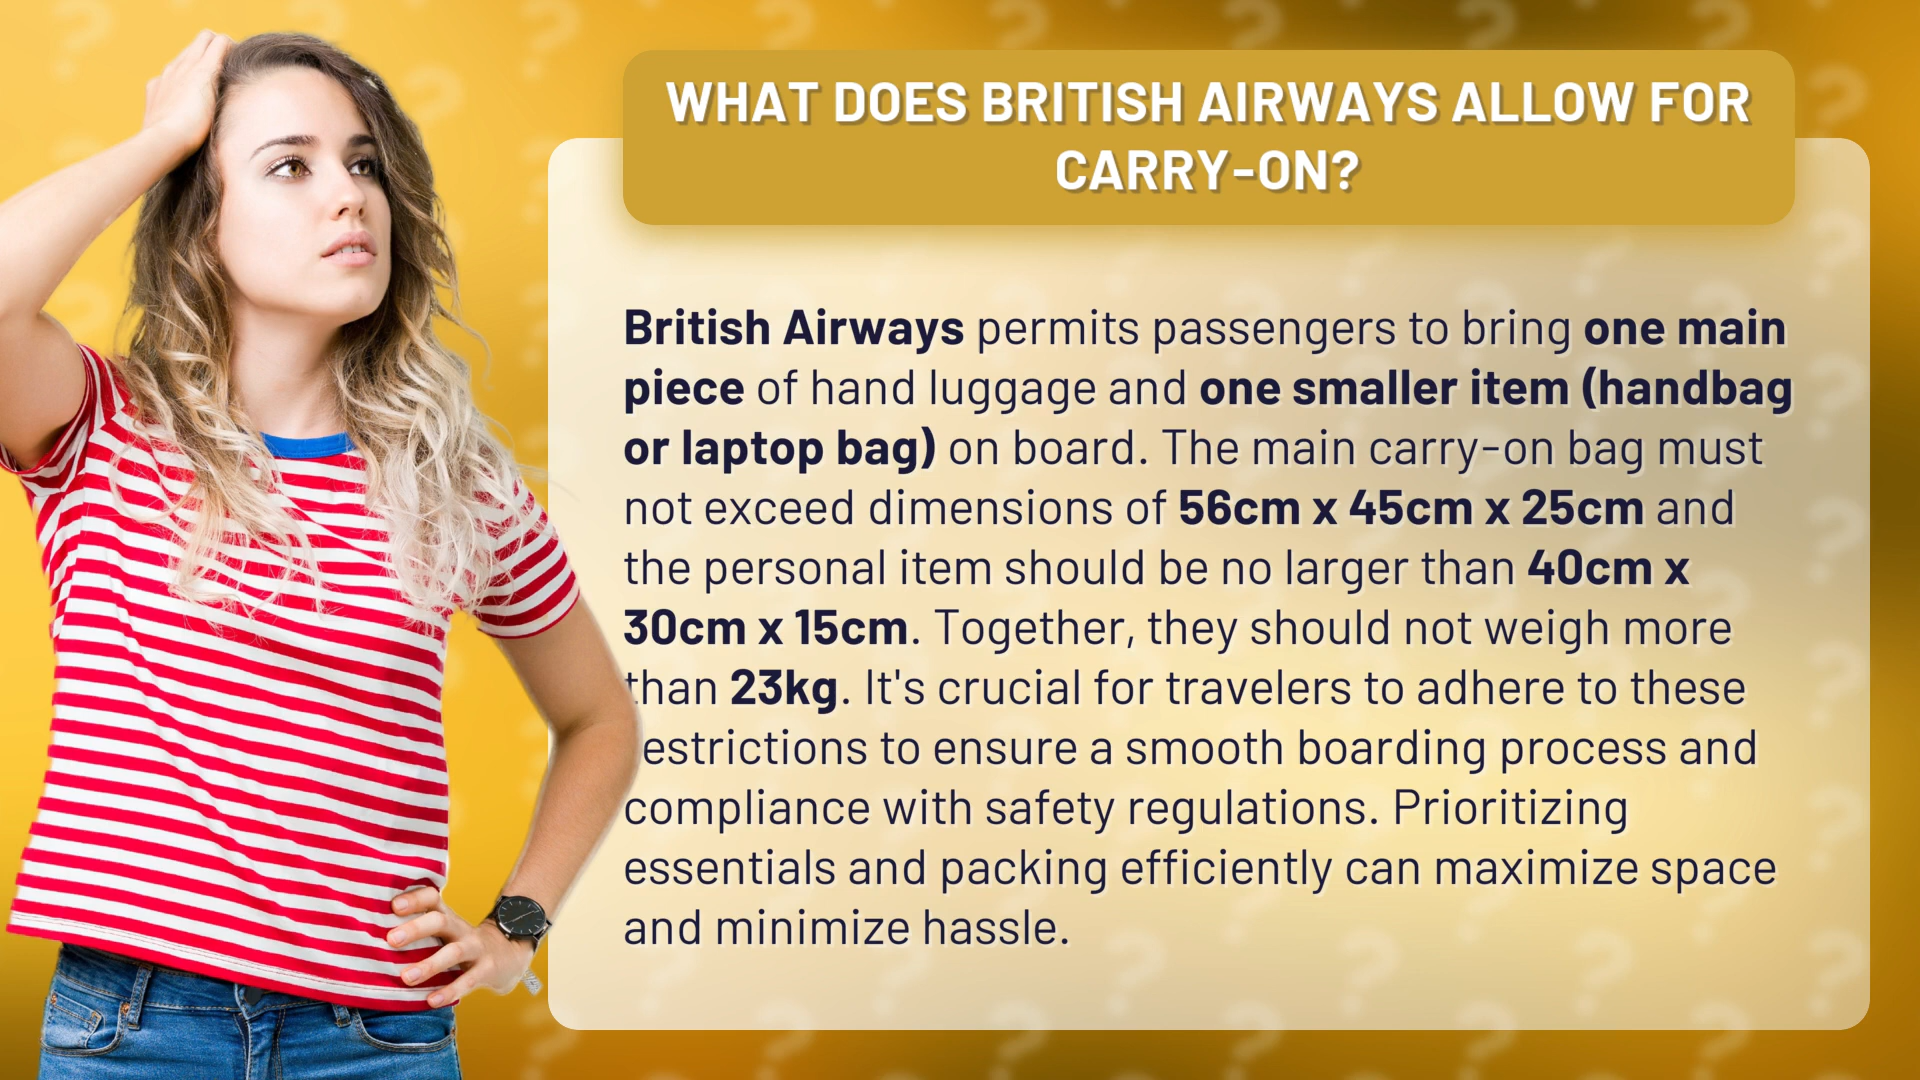 WHAT DOES BRITISH AIRWAYS ALLOW FOR
CARRY-ON?
British Airways permits passengers to bring one main
piece of hand luggage and one smaller item (handbag
or laptop bag) on board. The main carry-on bag must
not exceed dimensions of 56cm x 45cm x 25cm and
the personal item should be no larger than 40cm x
30cm x 15cm. Together, they should not weigh more
than 23kg. It's crucial for travelers to adhere to these
restrictions to ensure a smooth boarding process and
compliance with safety regulations. Prioritizing
essentials and packing efficiently can maximize space
and minimize hassle.